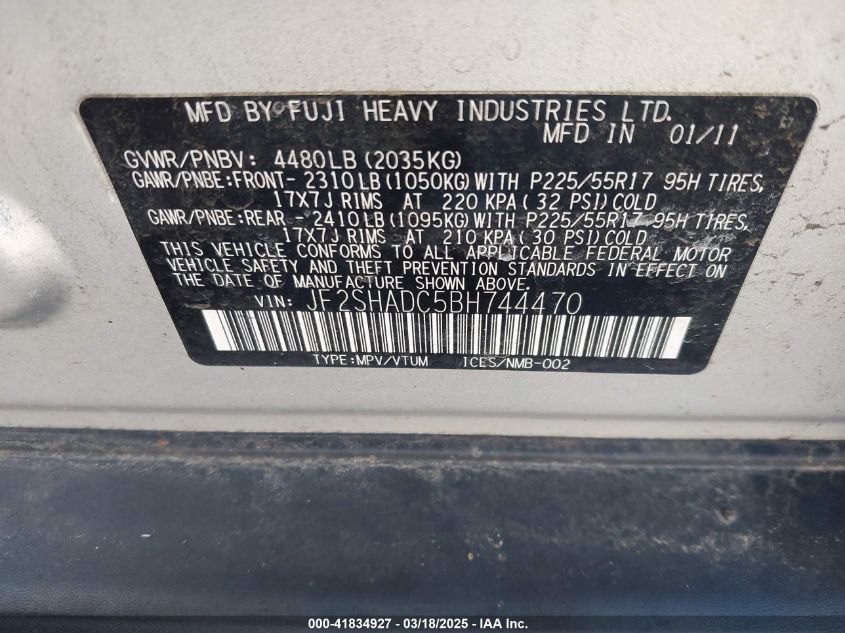 MFD BY FUJI HEAVY INDUSTRIES LTD.
MFD IN 01/11
GVWR/PNBV: 4480LB (2035KG)
GAWR/PNBE:FRONT- 2310LB (1050KG) WITH P225/55R17 95H TIRES,
17X7J RIMS AT 220 KPA ( 32 PSI) COLD
GAWR/PNBE:REAR - 2410LB (1095KG) WITH P225/55R17 95H TIRES,
17X7J RIMS AT 210 KPA ( 30 PSI) COLD
THIS VEHICLE CONFORMS TO ALL APPLICABLE FEDERAL MOTOR
VEHICLE SAFETY AND THEFT PREVENTION STANDARDS IN EFFECT ON
THE DATE OF MANUFACTURE SHOWN ABOVE.
VIN: JF2SHADC5BH744470
TYPE:MPV/VTUM ICES/NMB-002
000-41834927 - 03/18/2025 - IAA Inc.